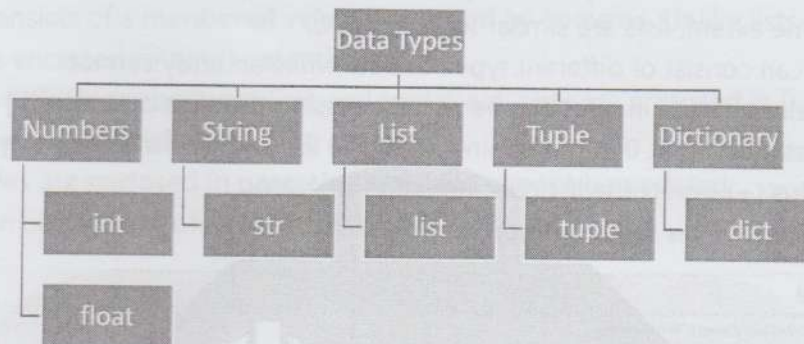 Data Types
Numbers String List Tuple Dictionary
int str list tuple dict
float